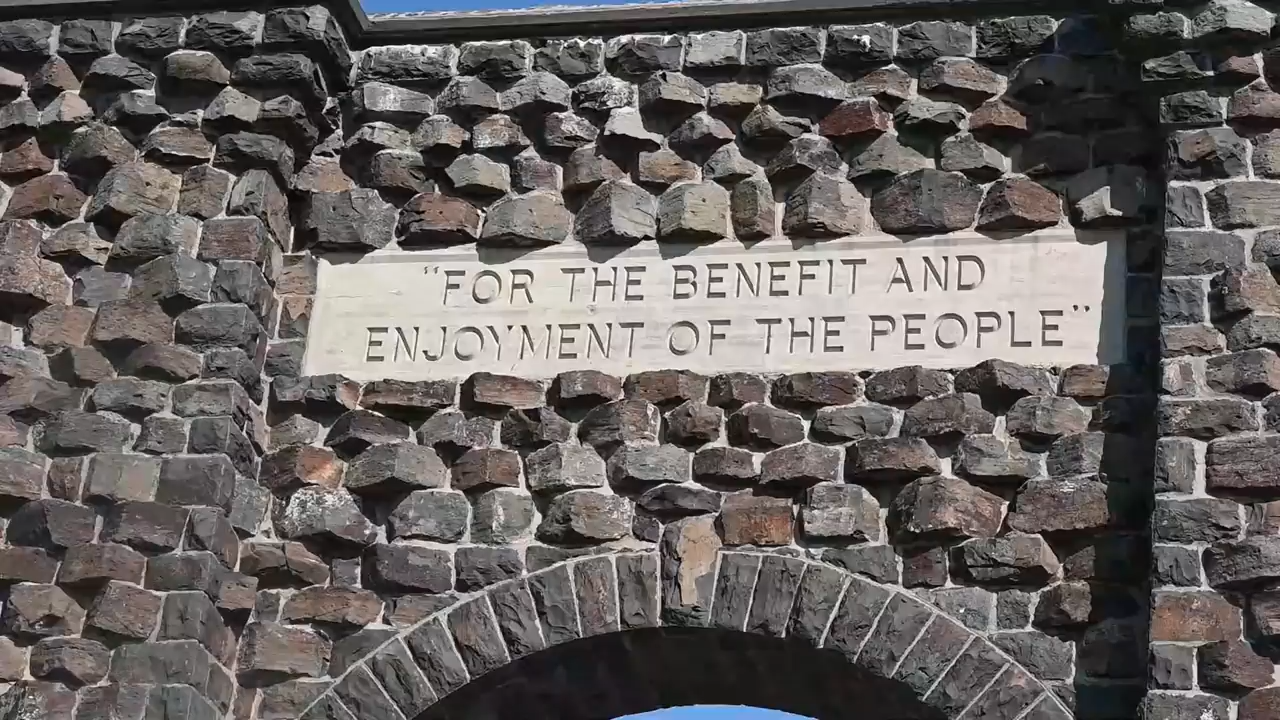 "FOR THE BENEFIT AND
ENJOYMENT OF THE PEOPLE"